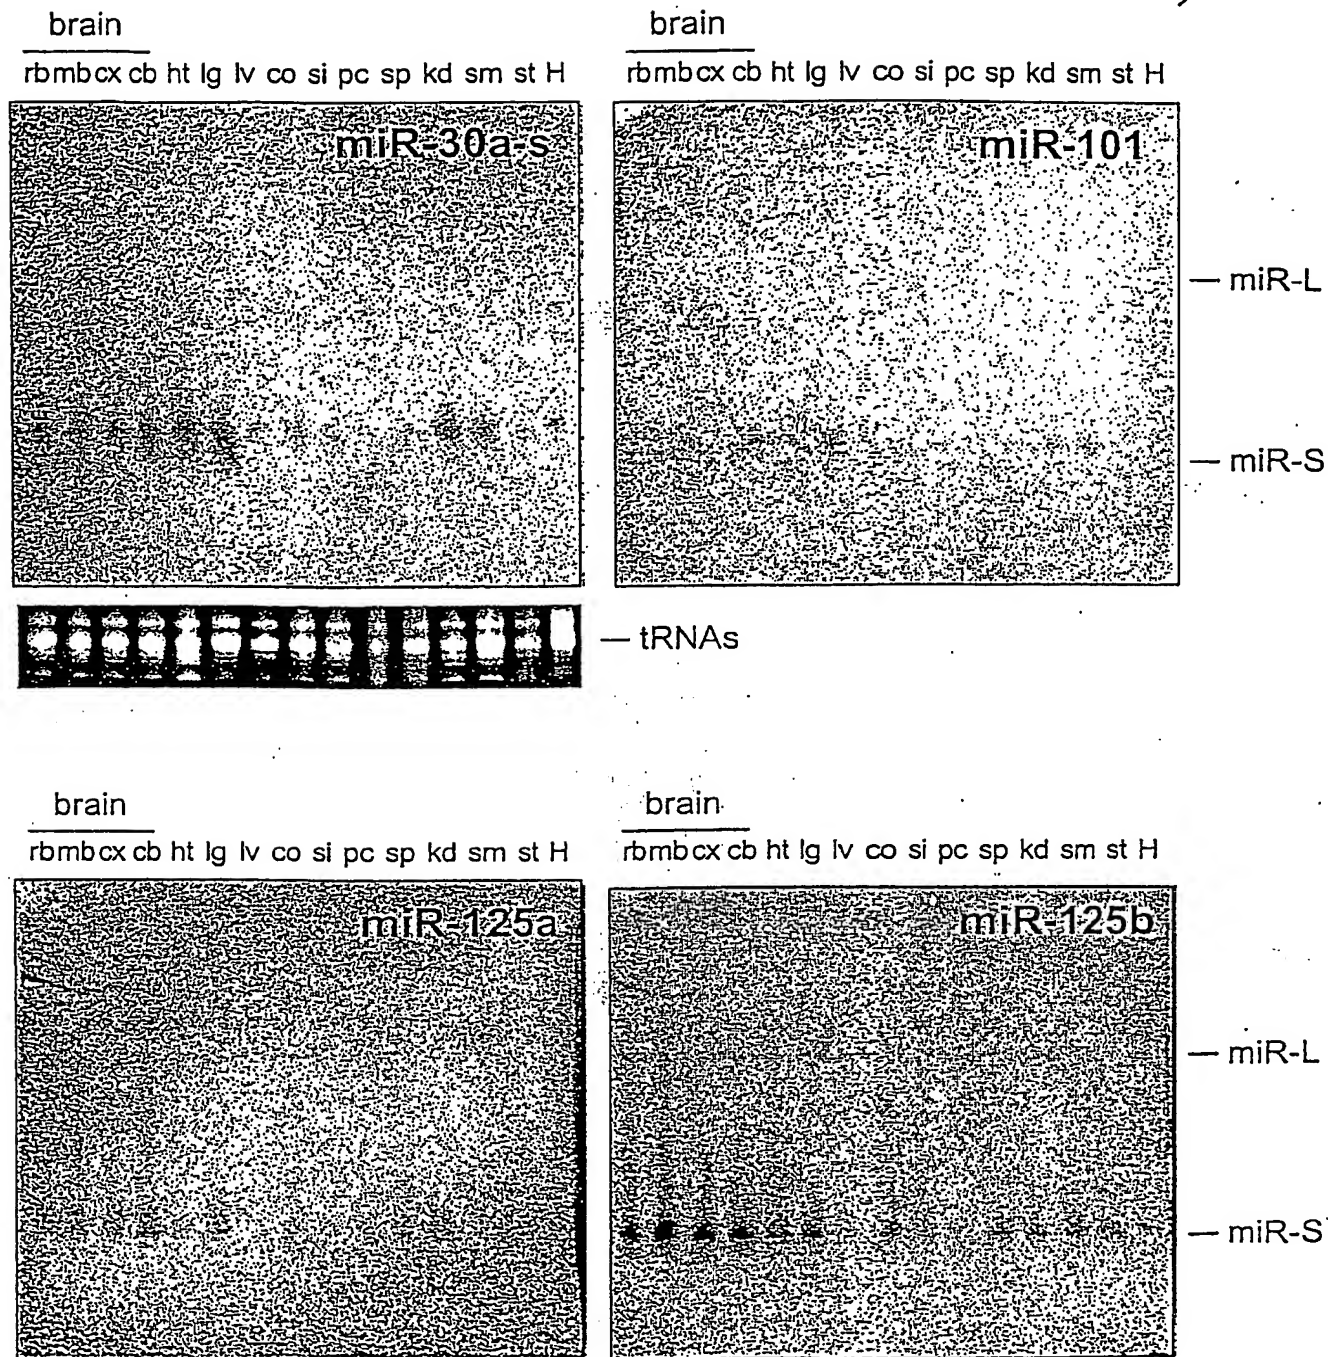 brain
rb mb cx cb ht lg lv co si pc sp kd sm st H
miR-30a-s
brain
rb mb cx cb ht lg lv co si pc sp kd sm st H
miR-101
— miR-L
— miR-S
— tRNAs
brain
rb mb cx cb ht lg lv co si pc sp kd sm st H
miR-125a
brain
rb mb cx cb ht lg lv co si pc sp kd sm st H
miR-125b
— miR-L
— miR-S